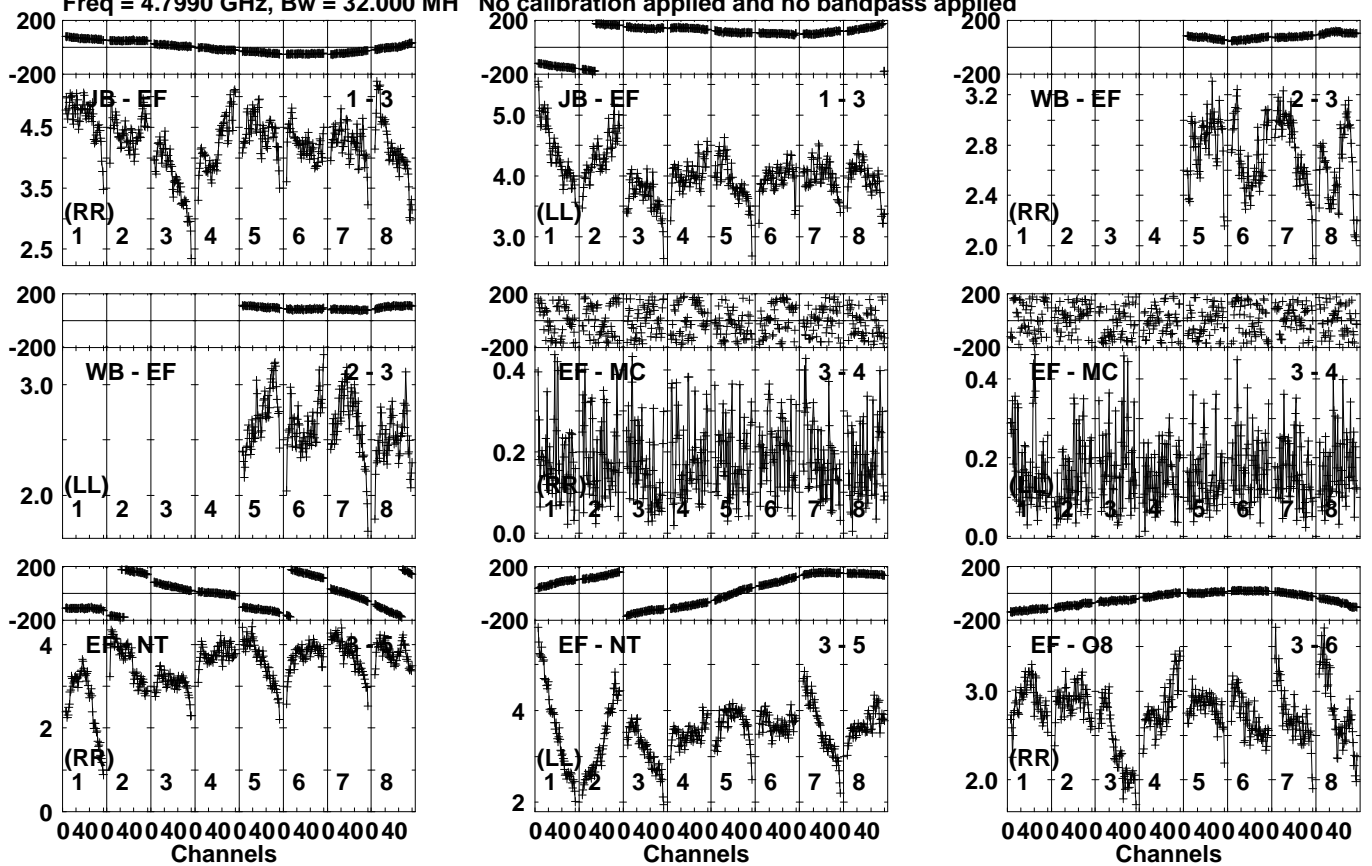 Freq = 4.7990 GHz, Bw = 32.000 MH No calibration applied and no bandpass applied
200
-200
JB - EF 1 - 3
4.5
3.5
2.5
(RR)
1 2 3 4 5 6 7 8
200
-200
JB - EF 1 - 3
5.0
4.0
3.0
(LL)
1 2 3 4 5 6 7 8
200
-200
WB - EF 2 - 3
3.2
2.8
2.4
2.0
(RR)
1 2 3 4 5 6 7 8
200
-200
WB - EF 2 - 3
3.0
2.0
(LL)
1 2 3 4 5 6 7 8
200
-200
EF - MC 3 - 4
0.4
0.2
0.0
(RR)
1 2 3 4 5 6 7 8
200
-200
EF - MC 3 - 4
0.4
0.2
0.0
(LL)
1 2 3 4 5 6 7 8
200
-200
EF - NT 3 - 5
4
2
0
(RR)
1 2 3 4 5 6 7 8
0 40 0 40 0 40 0 40 0 40 0 40 0 40 0 40
Channels
200
-200
EF - NT 3 - 5
4
2
(LL)
1 2 3 4 5 6 7 8
0 40 0 40 0 40 0 40 0 40 0 40 0 40 0 40
Channels
200
-200
EF - O8 3 - 6
3.0
2.0
(RR)
1 2 3 4 5 6 7 8
0 40 0 40 0 40 0 40 0 40 0 40 0 40 0 40
Channels